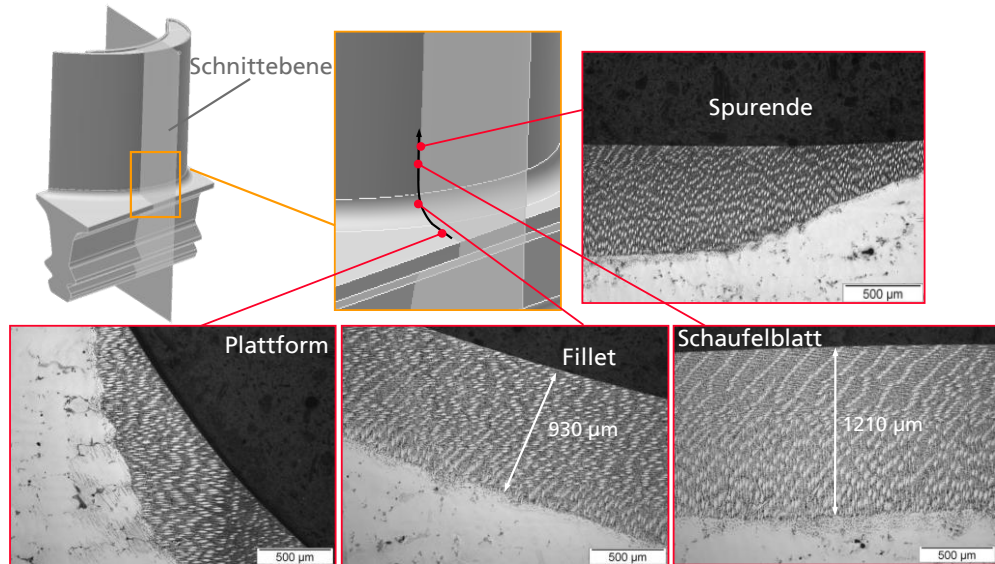 Schnittebene
Spurende
500 µm
Plattform
500 µm
Fillet
930 µm
500 µm
Schaufelblatt
1210 µm
500 µm